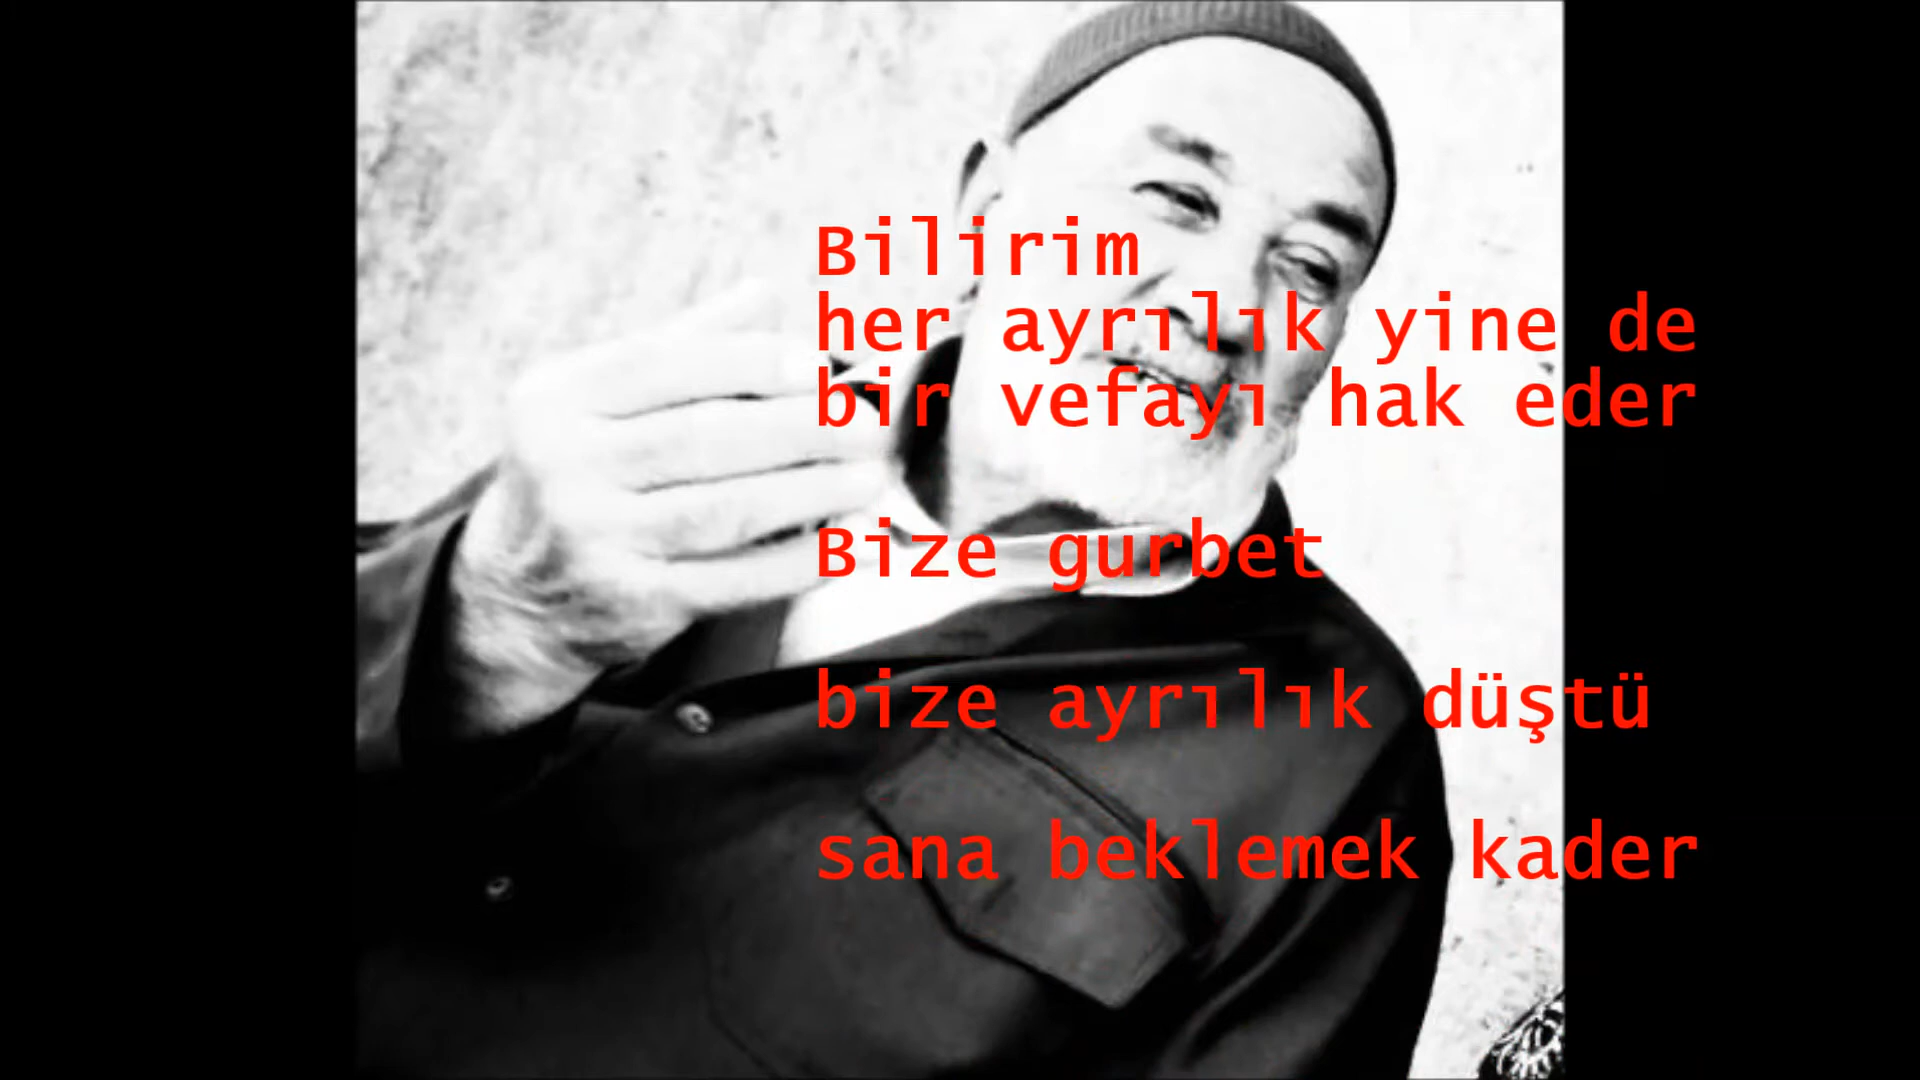 Bilirim
her ayrılık yine de
bir vefayı hak eder
Bize gurbet
bize ayrılık düştü
sana beklemek kader